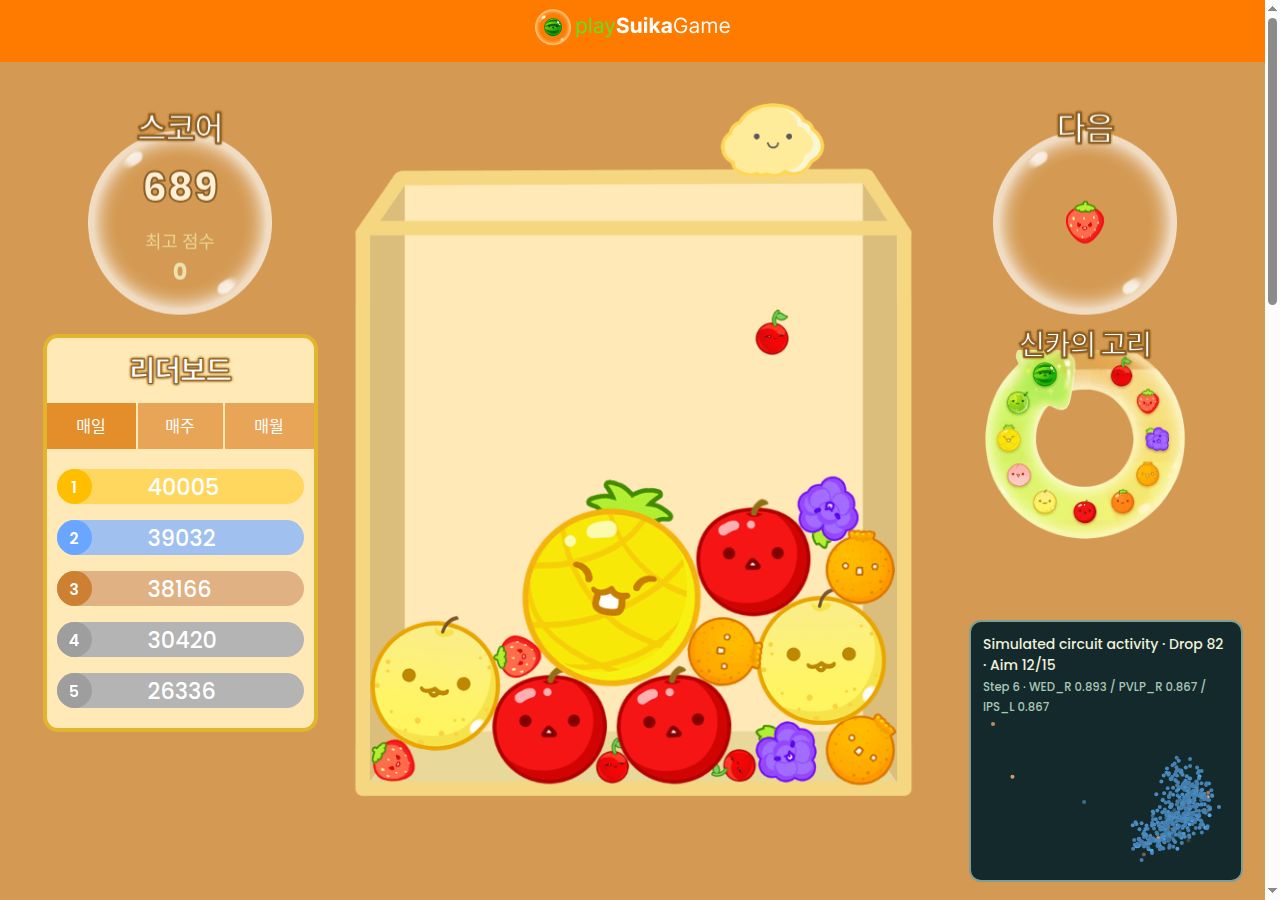 playSuikaGame
스코어
689
최고 점수
0
리더보드
매일 매주 매월
1 40005
2 39032
3 38166
4 30420
5 26336
다음
신카의 고리
Simulated circuit activity · Drop 82
· Aim 12/15
Step 6 · WED_R 0.893 / PVLP_R 0.867 /
IPS_L 0.867